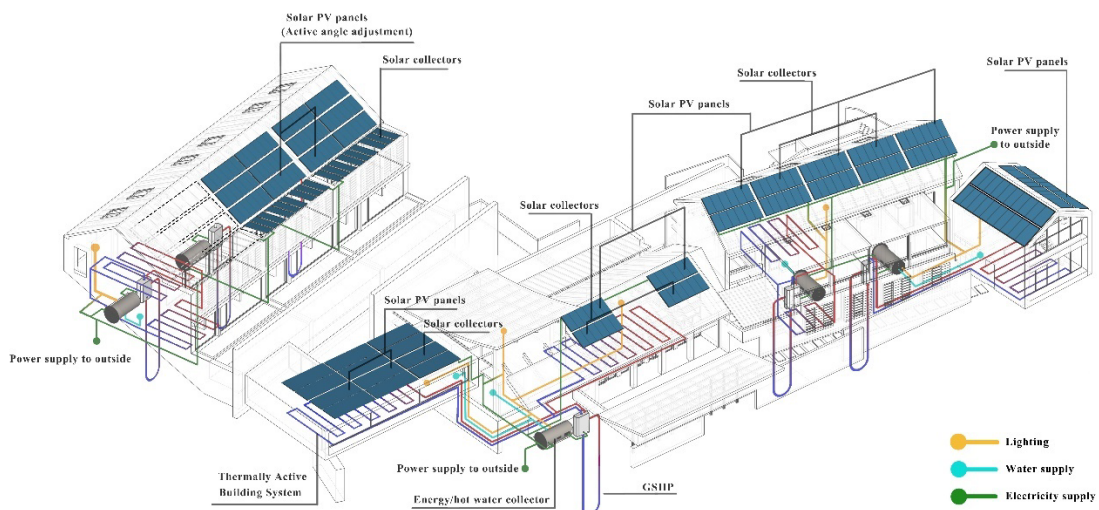 Solar PV panels
(Active angle adjustment)
Solar collectors
Solar PV panels
Solar collectors
Solar PV panels
Power supply
to outside
Solar collectors
Solar PV panels
Solar collectors
Power supply to outside
Thermally Active
Building System
Power supply to outside
Energy/hot water collector
GSHP
Lighting
Water supply
Electricity supply